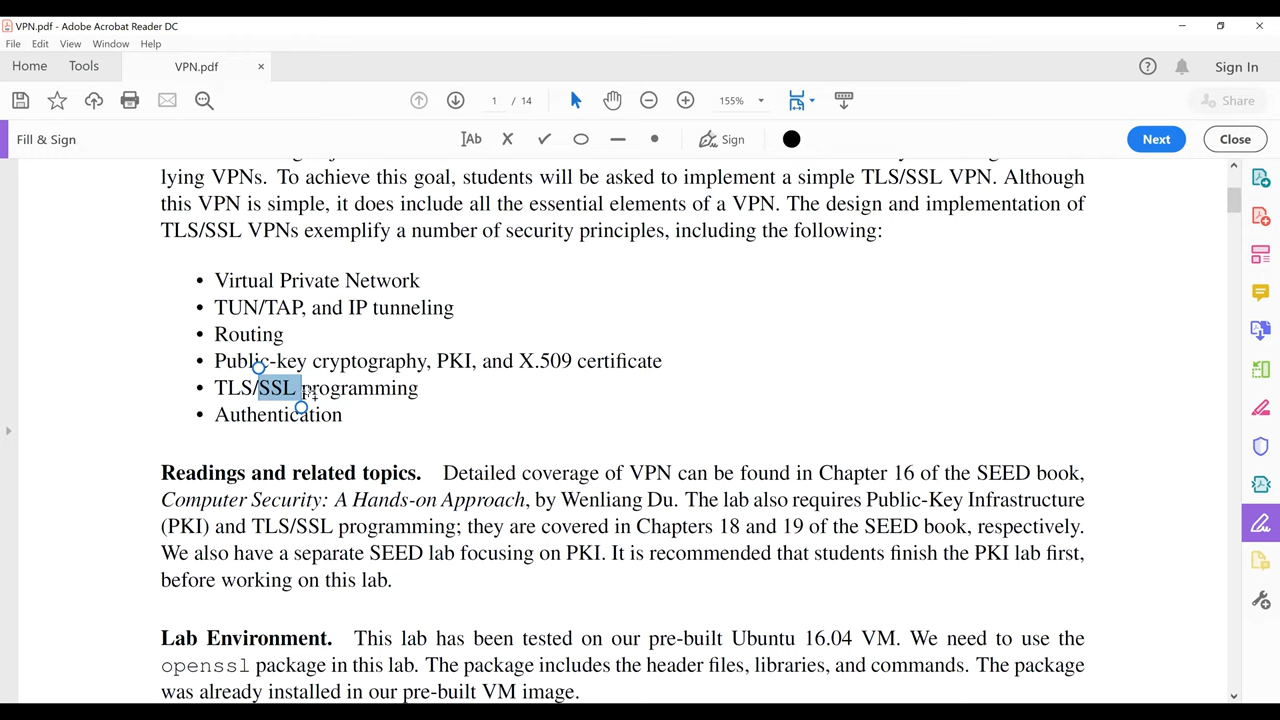 VPN.pdf - Adobe Acrobat Reader DC
File Edit View Window Help
Home Tools VPN.pdf × Sign In
1 / 14 155% Share
Fill & Sign Ab Sign Next Close
lying VPNs. To achieve this goal, students will be asked to implement a simple TLS/SSL VPN. Although
this VPN is simple, it does include all the essential elements of a VPN. The design and implementation of
TLS/SSL VPNs exemplify a number of security principles, including the following:
• Virtual Private Network
• TUN/TAP, and IP tunneling
• Routing
• Public-key cryptography, PKI, and X.509 certificate
• TLS/SSL programming
• Authentication
Readings and related topics. Detailed coverage of VPN can be found in Chapter 16 of the SEED book,
Computer Security: A Hands-on Approach, by Wenliang Du. The lab also requires Public-Key Infrastructure
(PKI) and TLS/SSL programming; they are covered in Chapters 18 and 19 of the SEED book, respectively.
We also have a separate SEED lab focusing on PKI. It is recommended that students finish the PKI lab first,
before working on this lab.
Lab Environment. This lab has been tested on our pre-built Ubuntu 16.04 VM. We need to use the
openssl package in this lab. The package includes the header files, libraries, and commands. The package
was already installed in our pre-built VM image.